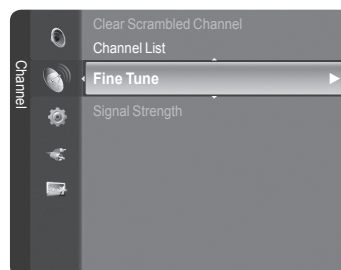 Channel
Clear Scrambled Channel
Channel List
Fine Tune
Signal Strength